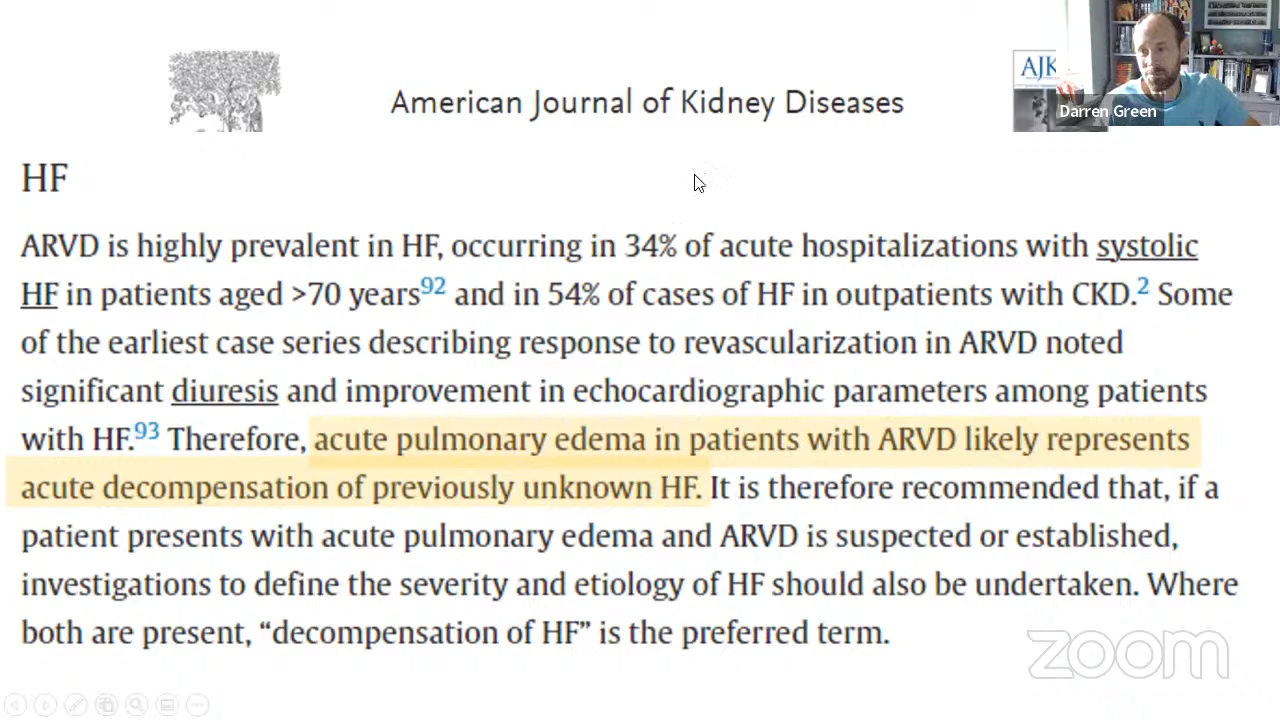 American Journal of Kidney Diseases
AJK
Darren Green
HF
ARVD is highly prevalent in HF, occurring in 34% of acute hospitalizations with systolic
HF in patients aged >70 years92 and in 54% of cases of HF in outpatients with CKD.2 Some
of the earliest case series describing response to revascularization in ARVD noted
significant diuresis and improvement in echocardiographic parameters among patients
with HF.93 Therefore, acute pulmonary edema in patients with ARVD likely represents
acute decompensation of previously unknown HF. It is therefore recommended that, if a
patient presents with acute pulmonary edema and ARVD is suspected or established,
investigations to define the severity and etiology of HF should also be undertaken. Where
both are present, “decompensation of HF” is the preferred term.
zoom